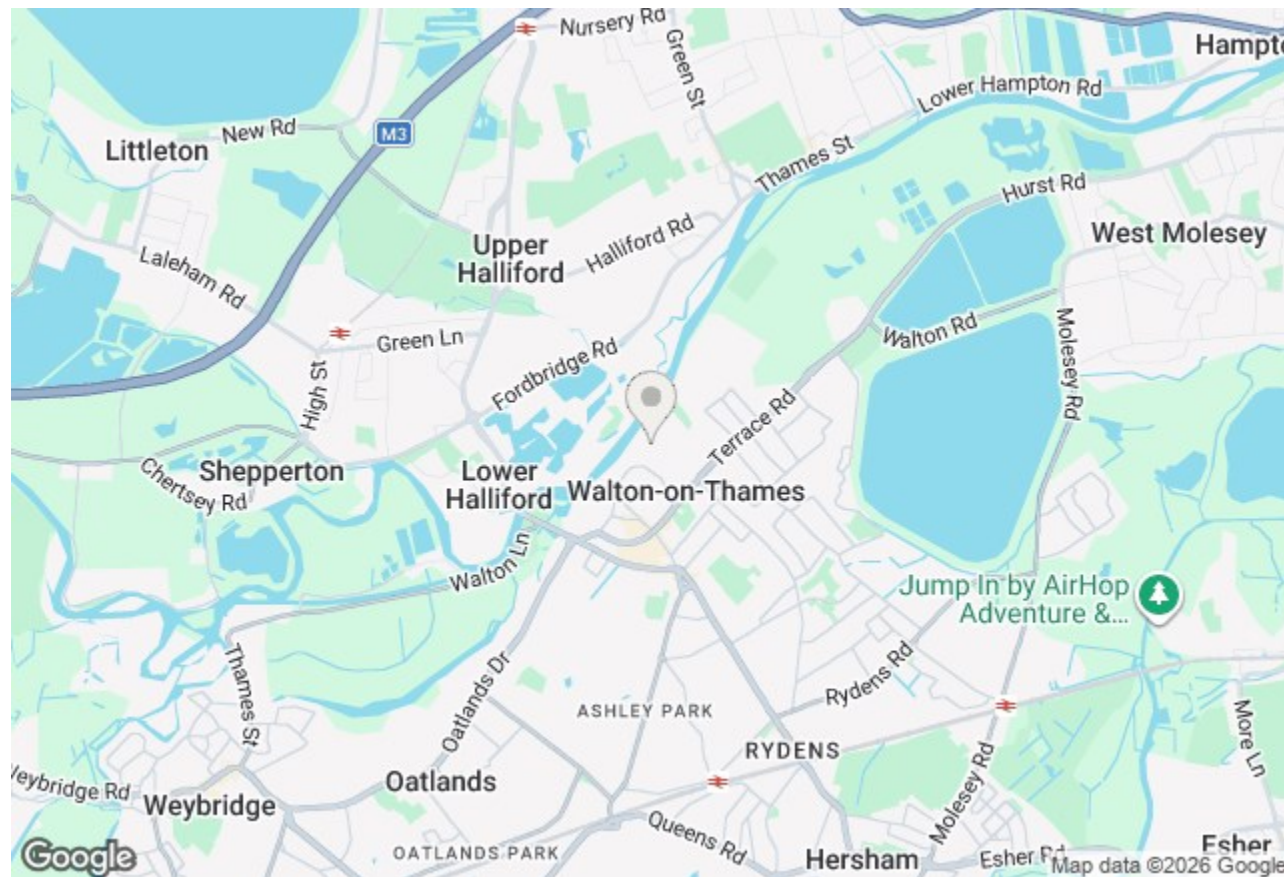 Nursery Rd
Green St
Hampt
Lower Hampton Rd
M3
New Rd
Littleton
Thames St
Hurst Rd
West Molesey
Upper
Halliford
Halliford Rd
Laleham Rd
Green Ln
Walton Rd
Molesey Rd
Fordbridge Rd
High St
Terrace Rd
Shepperton
Chertsey Rd
Lower
Halliford
Walton-on-Thames
Walton Ln
Jump In by AirHop
Adventure &...
Thames St
Oatlands Dr
Rydens Rd
ASHLEY PARK
RYDENS
More Ln
Molesey Rd
Oatlands
Weybridge Rd
Weybridge
Queens Rd
OATLANDS PARK
Hersham
Esher Rd
Esher
Google
Map data ©2026 Google